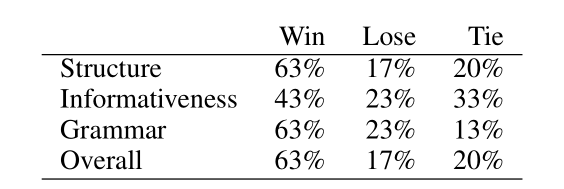 Win Lose Tie
Structure 63% 17% 20%
Informativeness 43% 23% 33%
Grammar 63% 23% 13%
Overall 63% 17% 20%